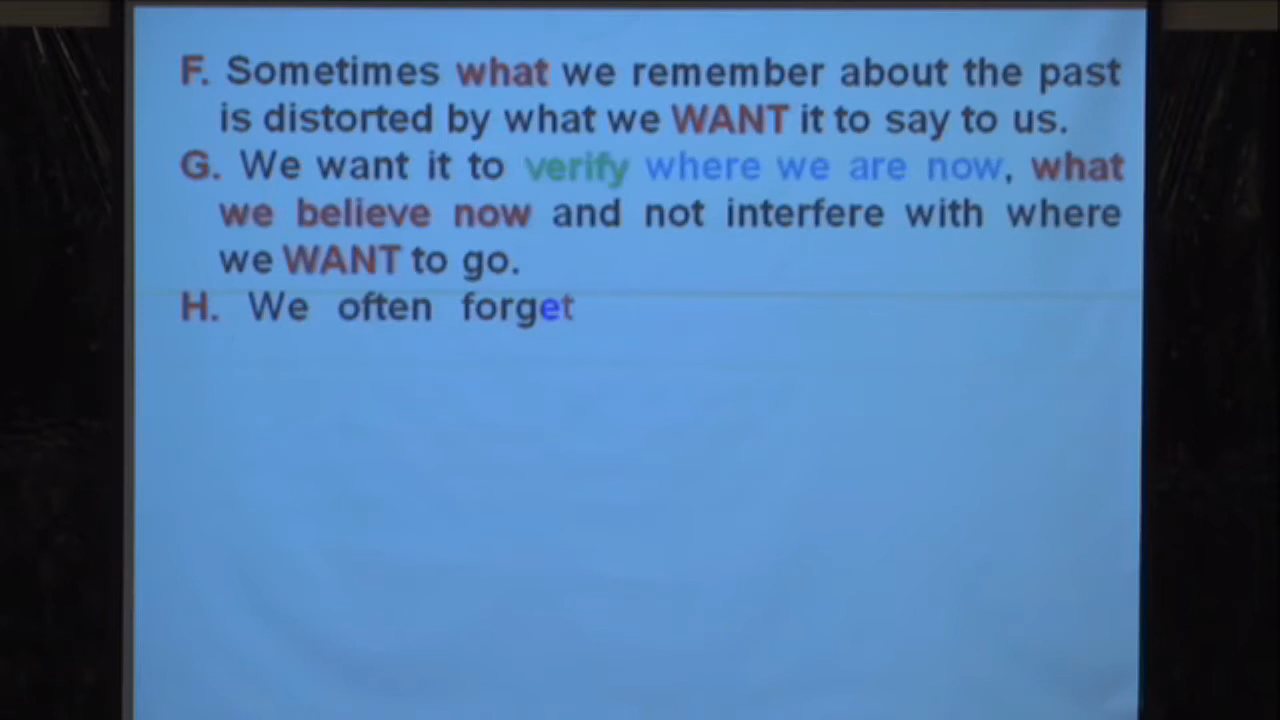 F. Sometimes what we remember about the past
is distorted by what we WANT it to say to us.
G. We want it to verify where we are now, what
we believe now and not interfere with where
we WANT to go.
H. We often forget